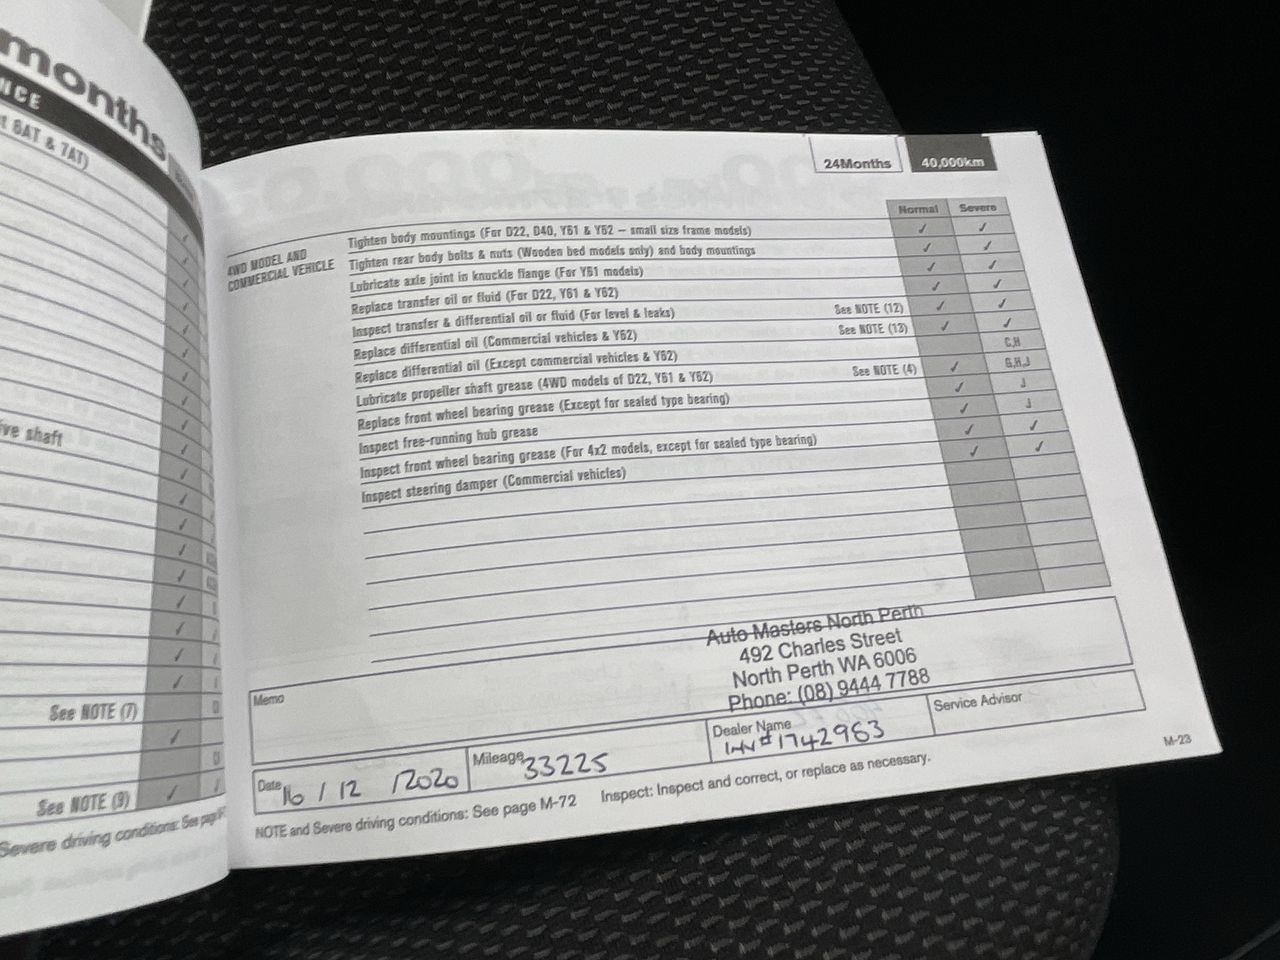 months
NCE
t 6AT & 7AT)
ive shaft
See NOTE (7)
See NOTE (9)
Severe driving conditions: See page
24Months 40,000km
Normal Severe
4WD MODEL AND
COMMERCIAL VEHICLE
Tighten body mountings (For D22, D40, Y61 & Y62 – small size frame models) ✓ ✓
Tighten rear body bolts & nuts (Wooden bed models only) and body mountings ✓ ✓
Lubricate axle joint in knuckle flange (For Y61 models) ✓ ✓
Replace transfer oil or fluid (For D22, Y61 & Y62) ✓ ✓
Inspect transfer & differential oil or fluid (For level & leaks) See NOTE (12) ✓ ✓
Replace differential oil (Commercial vehicles & Y62) See NOTE (13) ✓ ✓
Replace differential oil (Except commercial vehicles & Y62) C,H
Lubricate propeller shaft grease (4WD models of D22, Y61 & Y62) See NOTE (4) ✓ G,H,J
Replace front wheel bearing grease (Except for sealed type bearing) ✓ J
Inspect free-running hub grease ✓ J
Inspect front wheel bearing grease (For 4x2 models, except for sealed type bearing) ✓ ✓
Inspect steering damper (Commercial vehicles) ✓ ✓
Memo
Auto Masters North Perth
492 Charles Street
North Perth WA 6006
Phone: (08) 9444 7788
Date 16 / 12 / 2020
Mileage 33225
Dealer Name
Inv # 1742963
Service Advisor
NOTE and Severe driving conditions: See page M-72 Inspect: Inspect and correct, or replace as necessary.
M-23